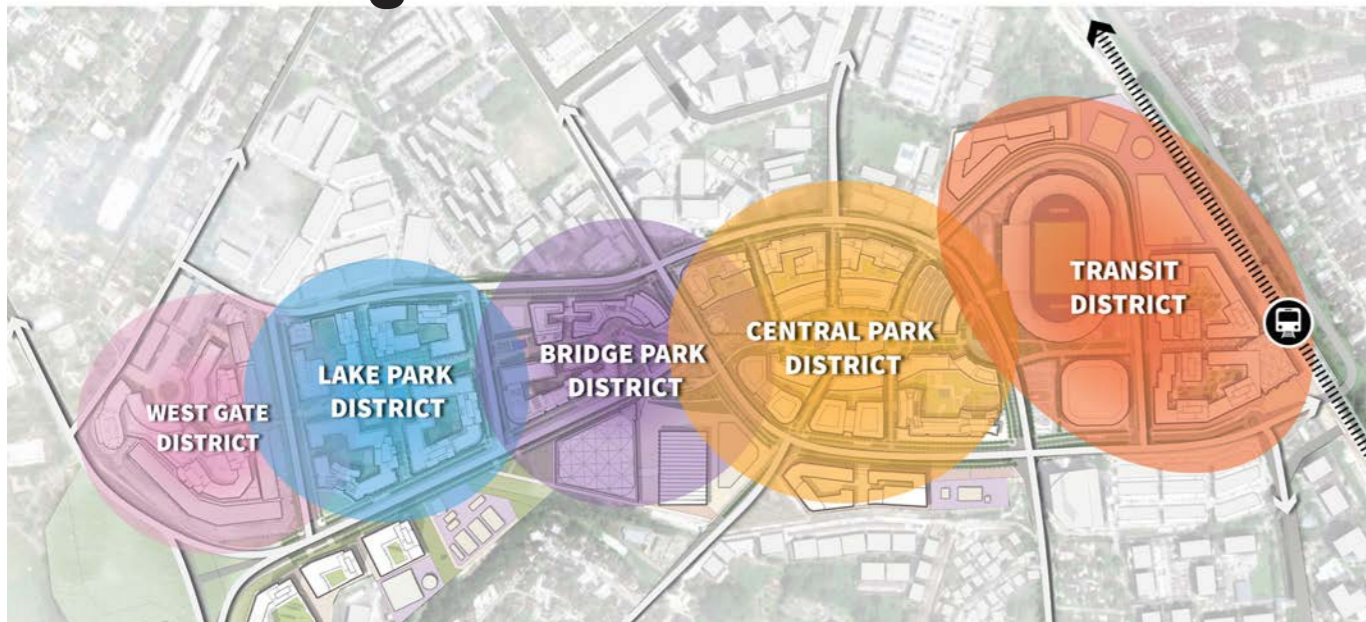 WEST GATE
DISTRICT
LAKE PARK
DISTRICT
BRIDGE PARK
DISTRICT
CENTRAL PARK
DISTRICT
TRANSIT
DISTRICT